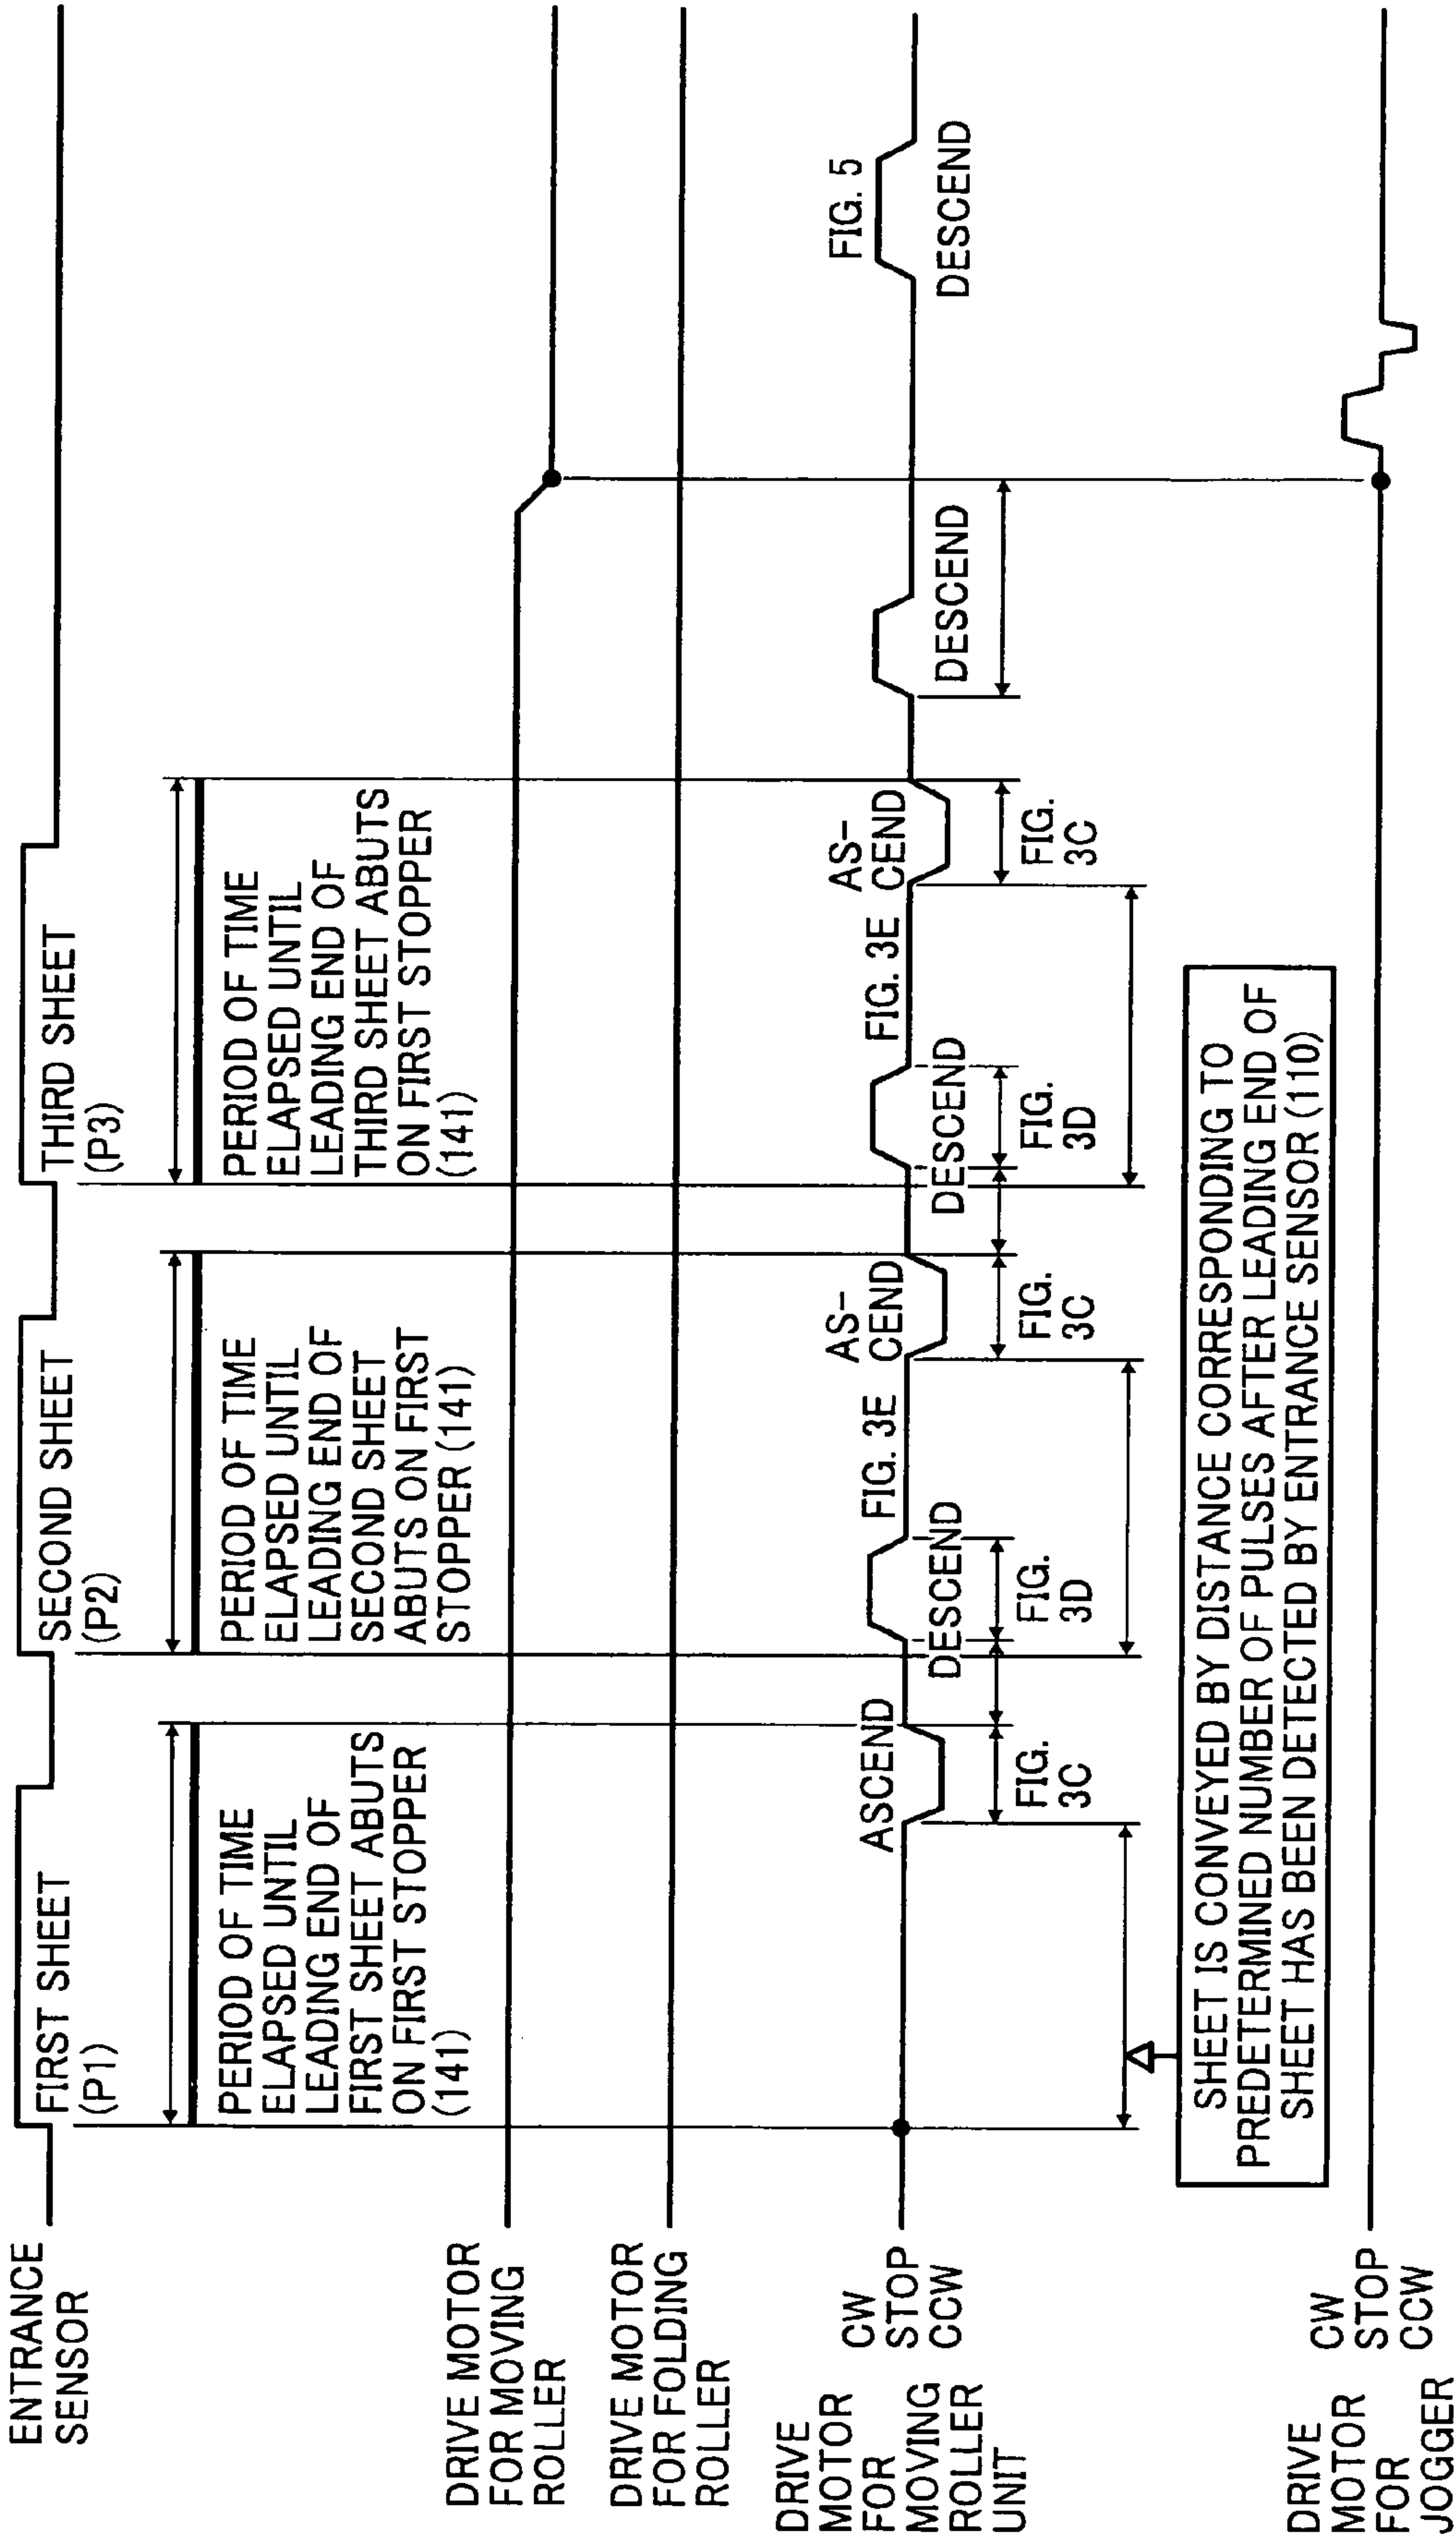 ENTRANCE
SENSOR
FIRST SHEET
(P1)
SECOND SHEET
(P2)
THIRD SHEET
(P3)
PERIOD OF TIME
ELAPSED UNTIL
LEADING END OF
FIRST SHEET ABUTS
ON FIRST STOPPER
(141)
PERIOD OF TIME
ELAPSED UNTIL
LEADING END OF
SECOND SHEET
ABUTS ON FIRST
STOPPER (141)
PERIOD OF TIME
ELAPSED UNTIL
LEADING END OF
THIRD SHEET ABUTS
ON FIRST STOPPER
(141)
DRIVE MOTOR
FOR MOVING
ROLLER
DRIVE MOTOR
FOR FOLDING
ROLLER
DRIVE
MOTOR
FOR
MOVING
ROLLER
UNIT
CW
STOP
CCW
ASCEND
FIG.
3C
DESCEND
FIG.
3D
FIG. 3E
AS-
CEND
FIG.
3C
DESCEND
FIG.
3D
FIG. 3E
AS-
CEND
FIG.
3C
DESCEND
FIG. 5
DESCEND
SHEET IS CONVEYED BY DISTANCE CORRESPONDING TO
PREDETERMINED NUMBER OF PULSES AFTER LEADING END OF
SHEET HAS BEEN DETECTED BY ENTRANCE SENSOR (110)
DRIVE
MOTOR
FOR
JOGGER
CW
STOP
CCW